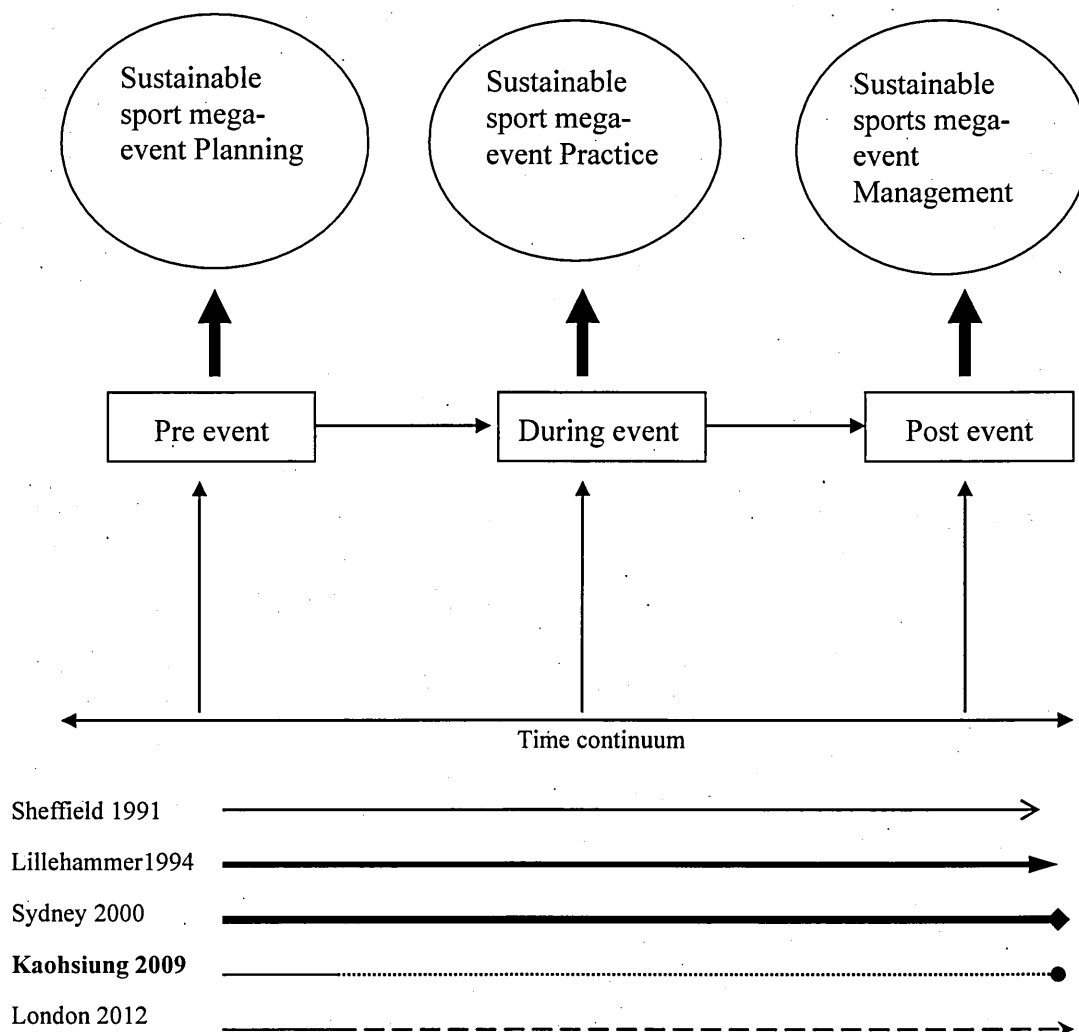 Sustainable
sport mega-
event Planning
Sustainable
sport mega-
event Practice
Sustainable
sports mega-
event
Management
Pre event
During event
Post event
Time continuum
Sheffield 1991
Lillehammer1994
Sydney 2000
Kaohsiung 2009
London 2012